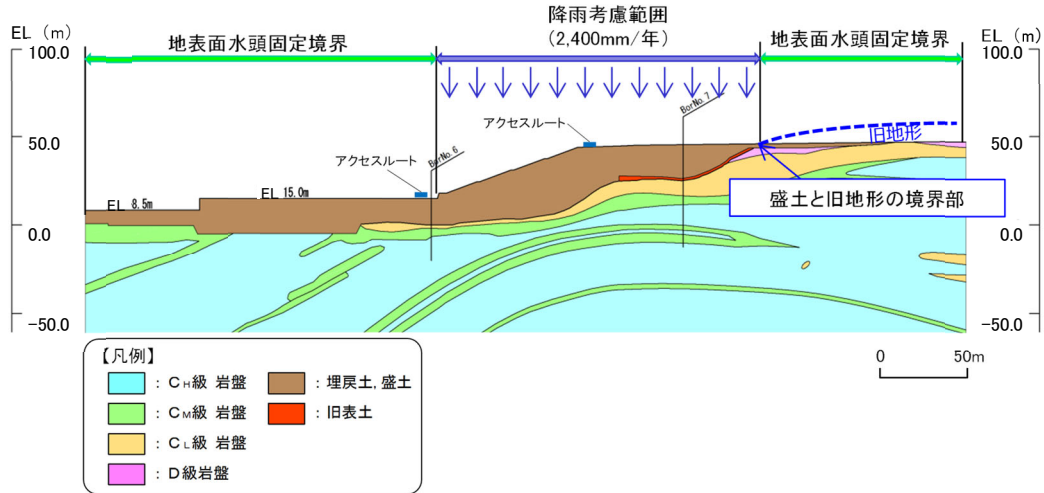 EL（m）
EL（m）
降雨考慮範囲
（2,400mm/年）
地表面水頭固定境界
地表面水頭固定境界
100.0
100.0
BorNo.7
アクセスルート
旧地形
50.0
50.0
BorNo.6
アクセスルート
盛土と旧地形の境界部
EL 8.5m
EL 15.0m
0.0
0.0
-50.0
-50.0
【凡例】
：CH級 岩盤
：埋戻土，盛土
：CM級 岩盤
：旧表土
：CL級 岩盤
：D級岩盤
0 50m